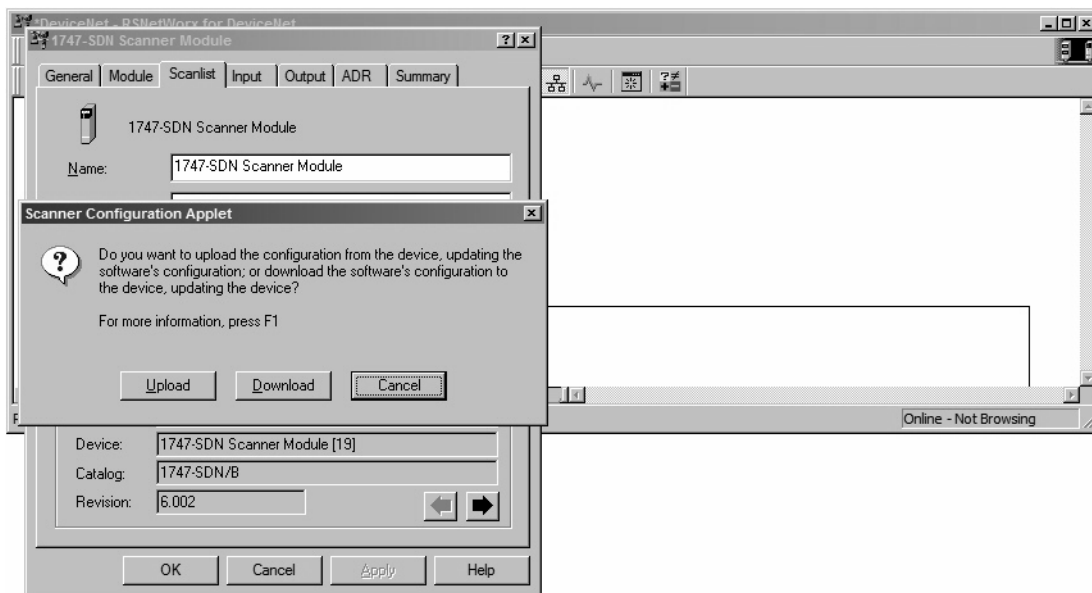 *DeviceNet - RSNetWorx for DeviceNet
1747-SDN Scanner Module
General Module Scanlist Input Output ADR Summary
1747-SDN Scanner Module
Name: 1747-SDN Scanner Module
Scanner Configuration Applet
Do you want to upload the configuration from the device, updating the
software's configuration; or download the software's configuration to
the device, updating the device?
For more information, press F1
Upload Download Cancel
Online - Not Browsing
Device: 1747-SDN Scanner Module [19]
Catalog: 1747-SDN/B
Revision: 6.002
OK Cancel Apply Help